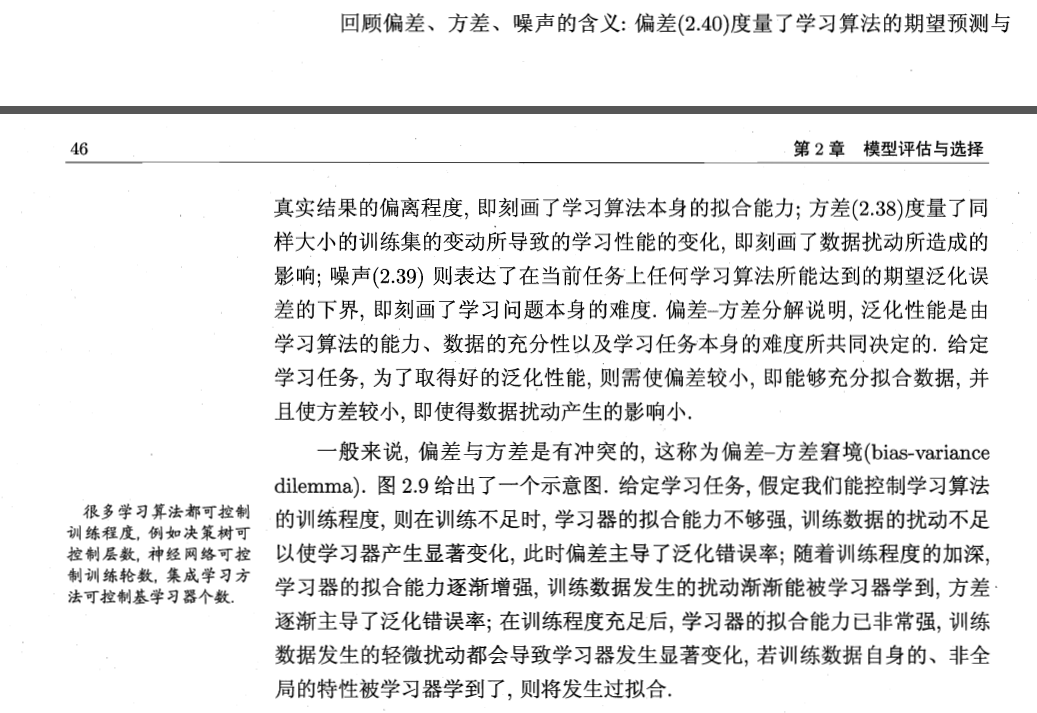 回顾偏差、方差、噪声的含义: 偏差(2.40)度量了学习算法的期望预测与
46
第 2 章 模型评估与选择
真实结果的偏离程度, 即刻画了学习算法本身的拟合能力; 方差(2.38)度量了同
样大小的训练集的变动所导致的学习性能的变化, 即刻画了数据扰动所造成的
影响; 噪声(2.39) 则表达了在当前任务上任何学习算法所能达到的期望泛化误
差的下界, 即刻画了学习问题本身的难度. 偏差–方差分解说明, 泛化性能是由
学习算法的能力、数据的充分性以及学习任务本身的难度所共同决定的. 给定
学习任务, 为了取得好的泛化性能, 则需使偏差较小, 即能够充分拟合数据, 并
且使方差较小, 即使得数据扰动产生的影响小.
一般来说, 偏差与方差是有冲突的, 这称为偏差–方差窘境(bias-variance
dilemma). 图 2.9 给出了一个示意图. 给定学习任务, 假定我们能控制学习算法
的训练程度, 则在训练不足时, 学习器的拟合能力不够强, 训练数据的扰动不足
以使学习器产生显著变化, 此时偏差主导了泛化错误率; 随着训练程度的加深,
学习器的拟合能力逐渐增强, 训练数据发生的扰动渐渐能被学习器学到, 方差
逐渐主导了泛化错误率; 在训练程度充足后, 学习器的拟合能力已非常强, 训练
数据发生的轻微扰动都会导致学习器发生显著变化, 若训练数据自身的、非全
局的特性被学习器学到了, 则将发生过拟合.
很多学习算法都可控制
训练程度, 例如决策树可
控制层数, 神经网络可控
制训练轮数, 集成学习方
法可控制基学习器个数.